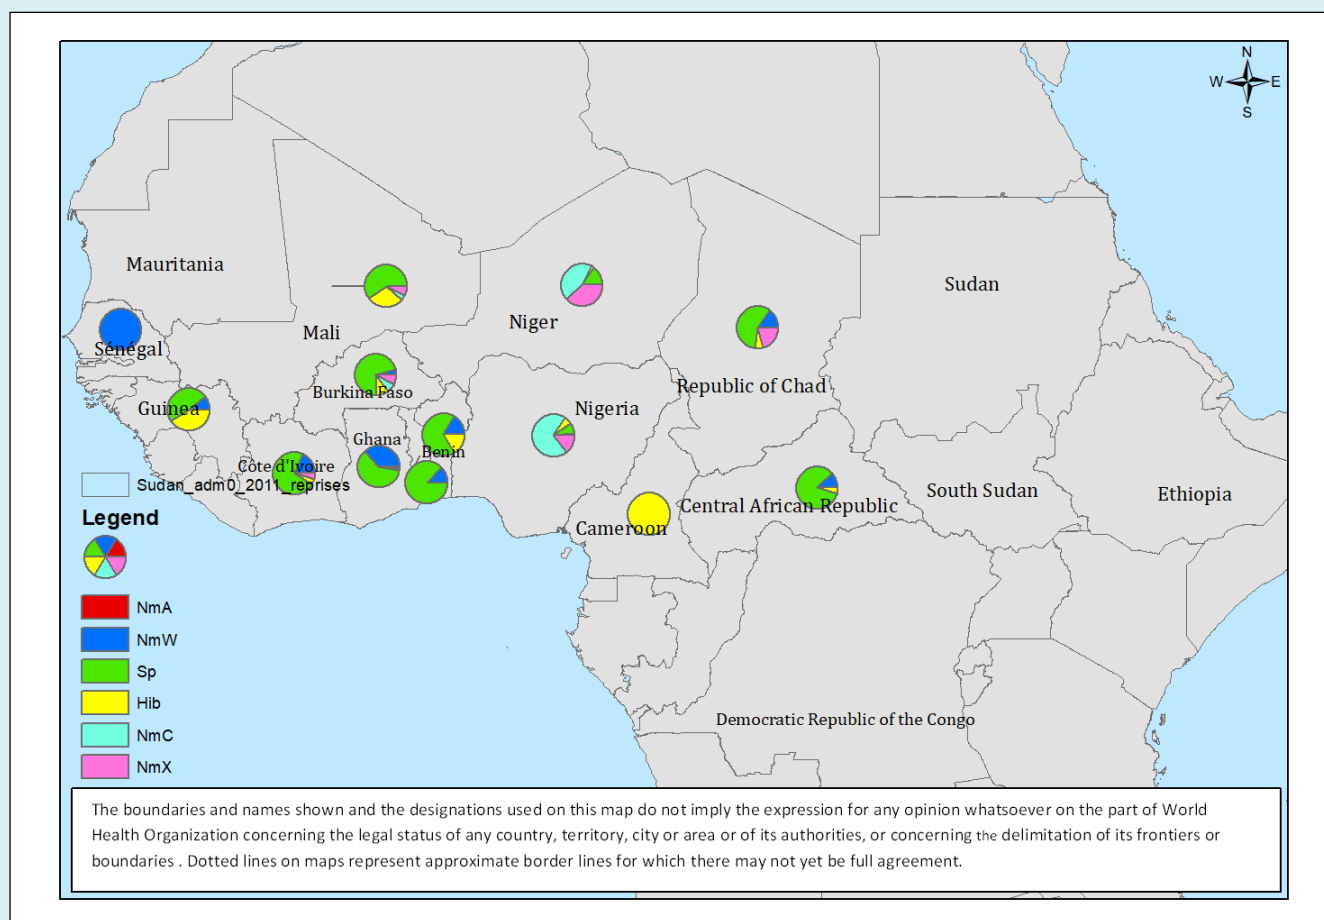 N
W E
S
Mauritania
Sudan
Sénégal
Mali
Niger
Republic of Chad
Burkina Faso
Guinea
Nigeria
Ghana
Benin
Côte d'Ivoire
Sudan_adm0_2011_reprises
Central African Republic
South Sudan
Ethiopia
Cameroon
Legend
NmA
NmW
Sp
Hib
NmC
NmX
Democratic Republic of the Congo
The boundaries and names shown and the designations used on this map do not imply the expression for any opinion whatsoever on the part of World
Health Organization concerning the legal status of any country, territory, city or area or of its authorities, or concerning the delimitation of its frontiers or
boundaries . Dotted lines on maps represent approximate border lines for which there may not yet be full agreement.